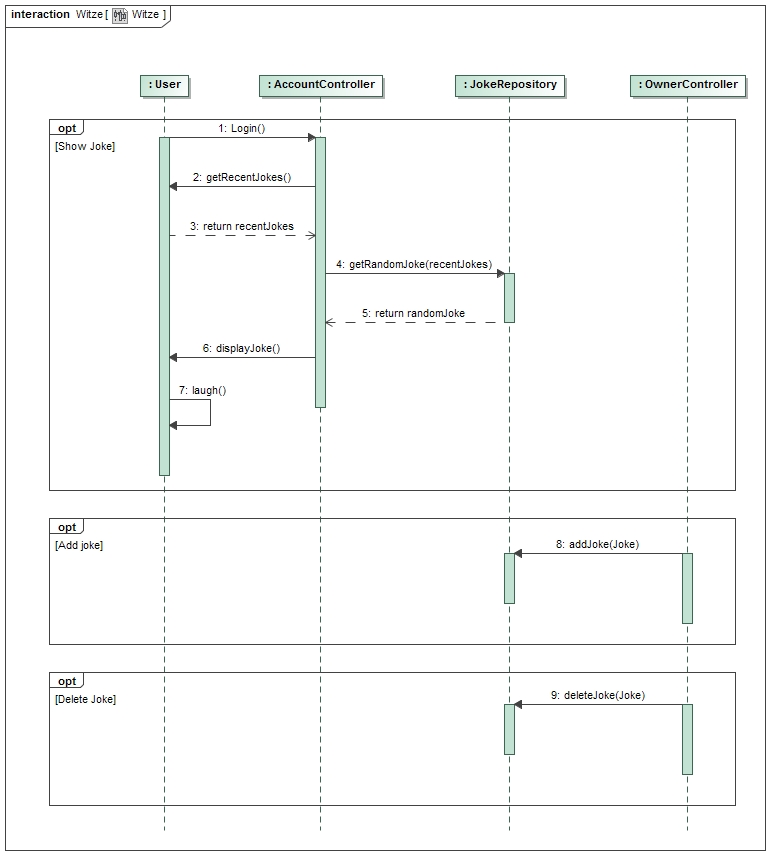 interaction Witze [ Witze ]
: User : AccountController : JokeRepository : OwnerController
opt
1: Login()
[Show Joke]
2: getRecentJokes()
3: return recentJokes
4: getRandomJoke(recentJokes)
5: return randomJoke
6: displayJoke()
7: laugh()
opt
[Add joke]
8: addJoke(Joke)
opt
[Delete Joke]
9: deleteJoke(Joke)